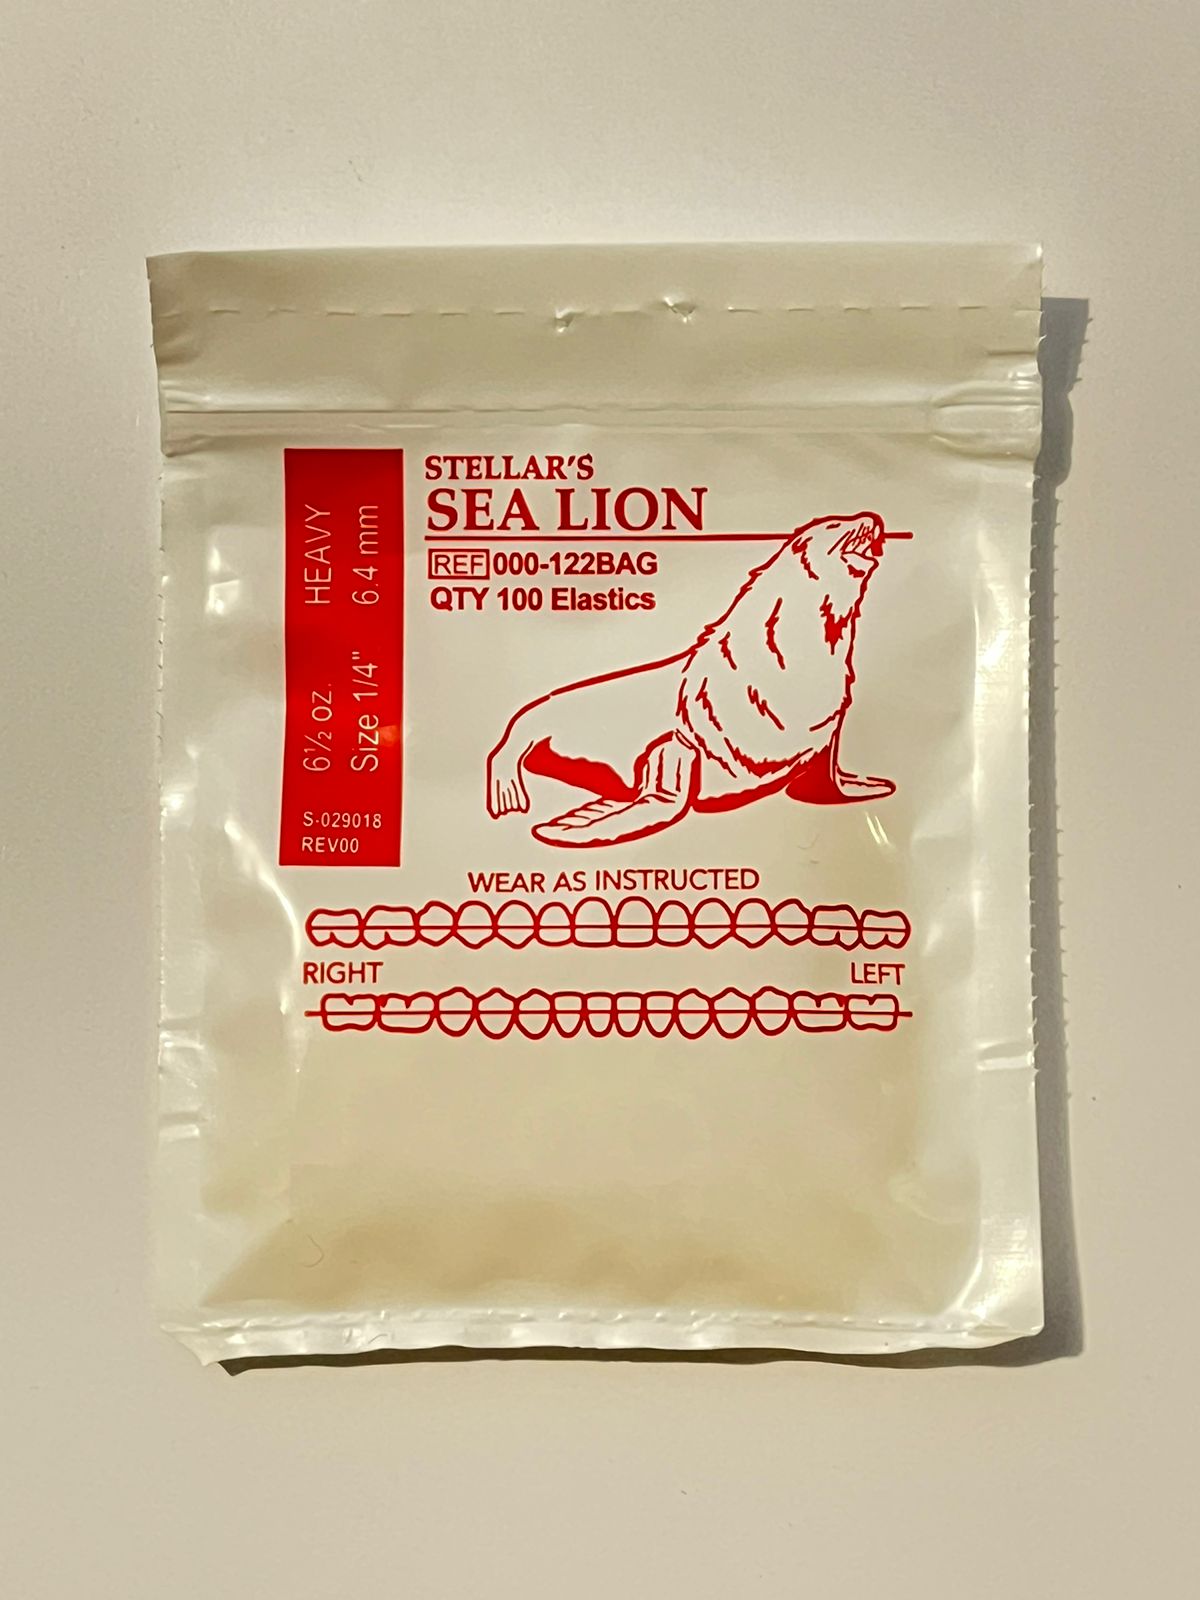 STELLAR'S
SEA LION
REF 000-122BAG
QTY 100 Elastics
6½ oz. HEAVY
Size 1/4" 6.4 mm
S-029018
REV00
WEAR AS INSTRUCTED
RIGHT LEFT